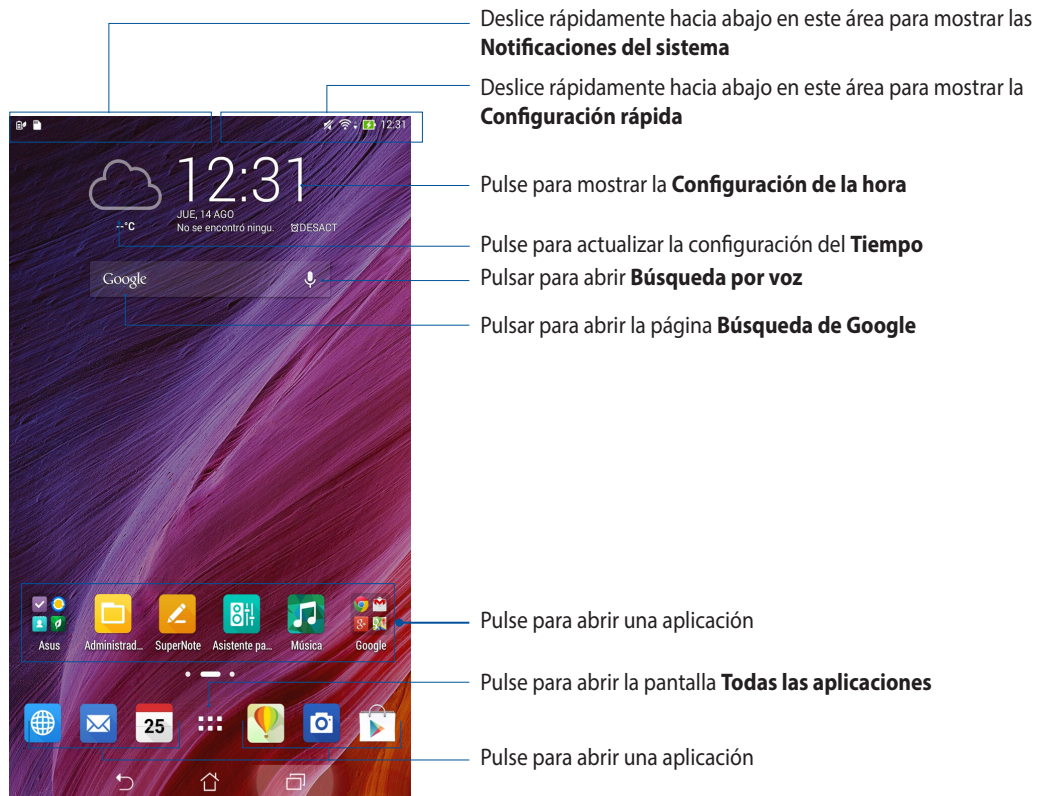 Deslice rápidamente hacia abajo en este área para mostrar las
Notificaciones del sistema
Deslice rápidamente hacia abajo en este área para mostrar la
Configuración rápida
12:31
12:31
JUE, 14 AGO
--°C
No se encontró ningu.
DESACT
Pulse para mostrar la Configuración de la hora
Pulse para actualizar la configuración del Tiempo
Google
Pulsar para abrir Búsqueda por voz
Pulsar para abrir la página Búsqueda de Google
Asus
Administrad...
SuperNote
Asistente pa...
Música
Google
Pulse para abrir una aplicación
Pulse para abrir la pantalla Todas las aplicaciones
25
Pulse para abrir una aplicación